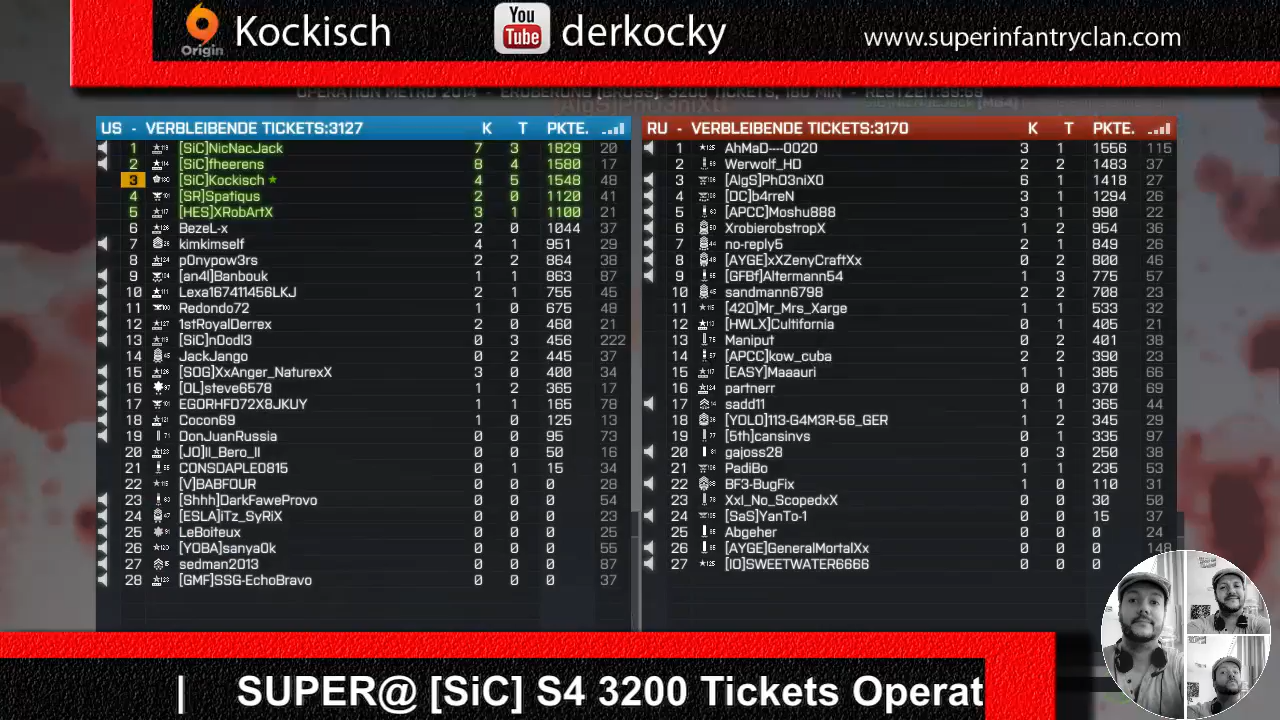 Origin Kockisch You Tube derkocky www.superinfantryclan.com
OPERATION METRO 2014 - EROBERUNG (GROSS): 3200 TICKETS, 180 MIN - RESTZEIT:
US - VERBLEIBENDE TICKETS:3127 K T PKTE.
1 [SiC]NicNacJack 7 3 1829 20
2 [SiC]fheerens 8 4 1580 17
3 [SiC]Kockisch 4 5 1548 48
4 [SR]Spatiqus 2 0 1120 41
5 [HES]XRobArtX 3 1 1100 21
6 BezeL-x 2 0 1044 37
7 kimkimself 4 1 951 29
8 p0nypow3rs 2 2 864 38
9 [an4l]Banbouk 1 1 863 87
10 Lexa167411456LKJ 2 1 755 45
11 Redondo72 1 0 675 48
12 1stRoyalDerrex 2 0 460 21
13 [SiC]n0odl3 0 3 456 222
14 JackJango 0 2 445 37
15 [SOG]XxAnger_NaturexX 3 0 400 34
16 [OL]steve6578 1 2 365 17
17 EGORHFD72X8JKUY 1 1 165 78
18 Cocon69 1 0 125 13
19 DonJuanRussia 0 0 95 73
20 [JO]Il_Bero_Il 0 0 50 16
21 CONSDAPLE0815 0 1 15 34
22 [V]BABFOUR 0 0 0 28
23 [Shhh]DarkFaweProvo 0 0 0 54
24 [ESLA]iTz_SyRiX 0 0 0 23
25 LeBoiteux 0 0 0 25
26 [YOBA]sanya0k 0 0 0 55
27 sedman2013 0 0 0 87
28 [GMF]SSG-EchoBravo 0 0 0 37
RU - VERBLEIBENDE TICKETS:3170 K T PKTE.
1 AhMaD----0020 3 1 1556 115
2 Werwolf_HD 2 2 1483 37
3 [AlgS]PhO3niX0 6 1 1418 27
4 [DC]b4rreN 3 1 1294 26
5 [APCC]Moshu888 3 1 990 22
6 XrobierobstropX 1 2 954 36
7 no-reply5 2 1 849 26
8 [AYGE]xXZenyCraftXx 0 2 800 46
9 [GFBf]Altermann54 1 3 775 57
10 sandmann6798 2 2 708 23
11 [420]Mr_Mrs_Xarge 1 1 533 32
12 [HWLX]Cultifornia 0 1 405 21
13 Maniput 0 2 401 38
14 [APCC]kow_cuba 2 2 390 23
15 [EASY]Maaauri 1 1 385 66
16 partnerr 0 0 370 69
17 sadd11 1 1 365 44
18 [YOLO]113-G4M3R-56_GER 1 2 345 29
19 [5th]cansinvs 0 1 335 97
20 gajoss28 0 3 250 38
21 PadiBo 1 1 235 53
22 BF3-BugFix 1 0 110 31
23 XxI_No_ScopedxX 0 0 30 50
24 [SaS]YanTo-1 0 0 15 37
25 Abgeher 0 0 0 24
26 [AYGE]GeneralMortalXx 0 0 0 148
27 [IO]SWEETWATER6666 0 0 0
| SUPER@ [SiC] S4 3200 Tickets Operat